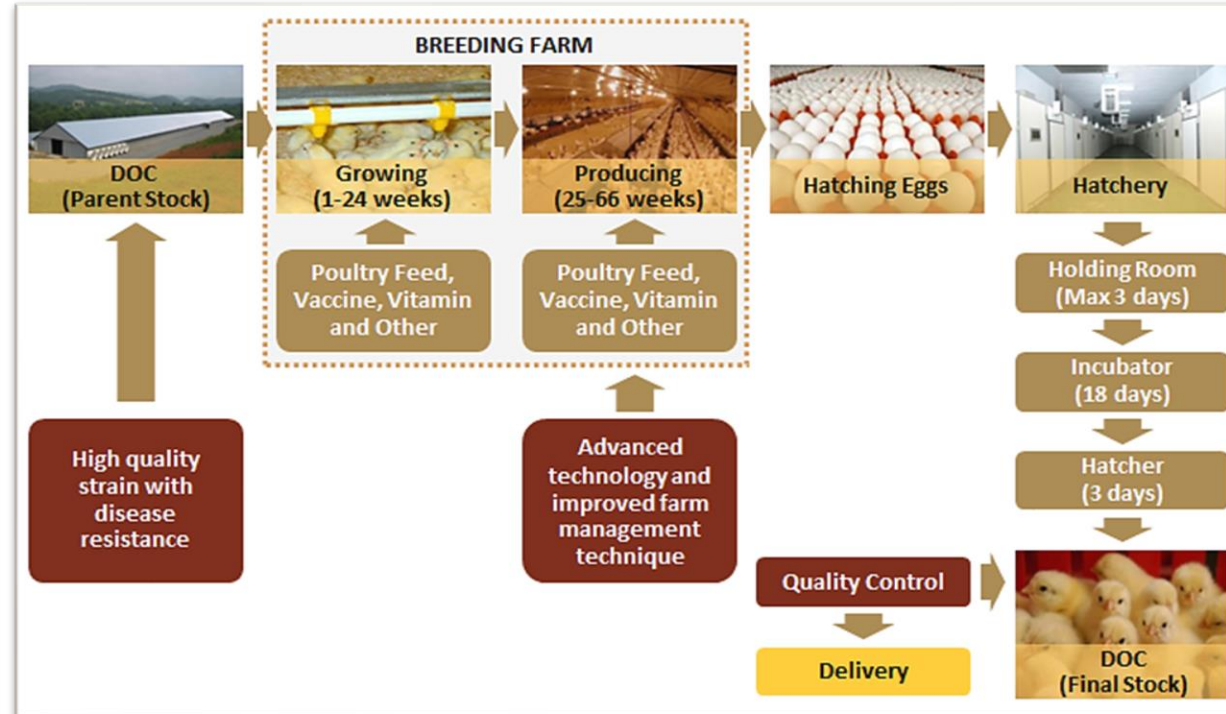 BREEDING FARM
DOC
(Parent Stock)
Growing
(1-24 weeks)
Producing
(25-66 weeks)
Hatching Eggs
Hatchery
Poultry Feed,
Vaccine, Vitamin
and Other
Poultry Feed,
Vaccine, Vitamin
and Other
Holding Room
(Max 3 days)
Incubator
(18 days)
Hatcher
(3 days)
High quality
strain with
disease
resistance
Advanced
technology and
improved farm
management
technique
Quality Control
Delivery
DOC
(Final Stock)